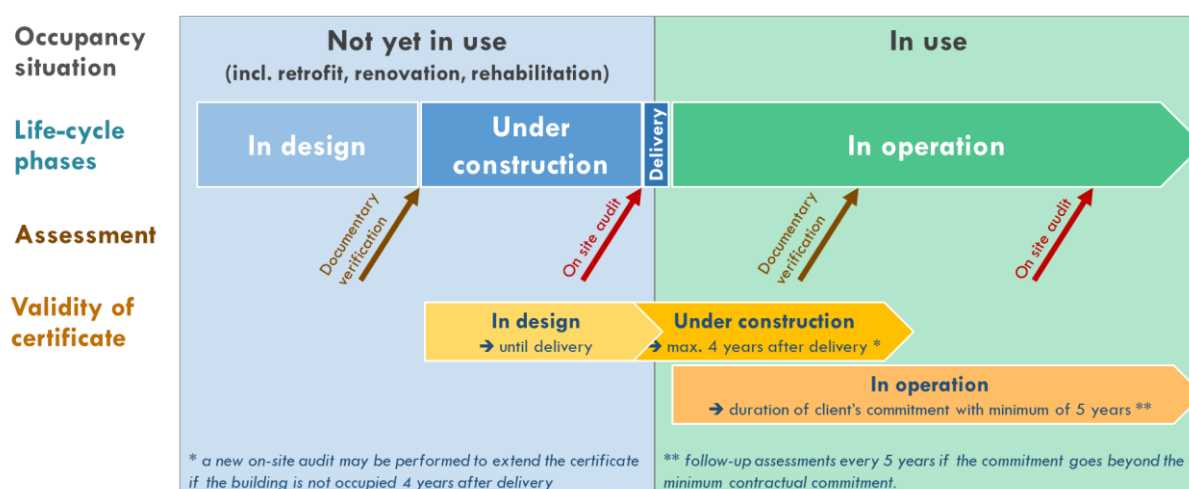 Occupancy
situation
Not yet in use
(incl. retrofit, renovation, rehabilitation)
In use
Life-cycle
phases
In design
Under
construction
Delivery
In operation
Assessment
Documentary
verification
On site audit
Documentary
verification
On site audit
Validity of
certificate
In design
➔ until delivery
Under construction
➔ max. 4 years after delivery *
In operation
➔ duration of client's commitment with minimum of 5 years **
* a new on-site audit may be performed to extend the certificate
if the building is not occupied 4 years after delivery
** follow-up assessments every 5 years if the commitment goes beyond the
minimum contractual commitment.